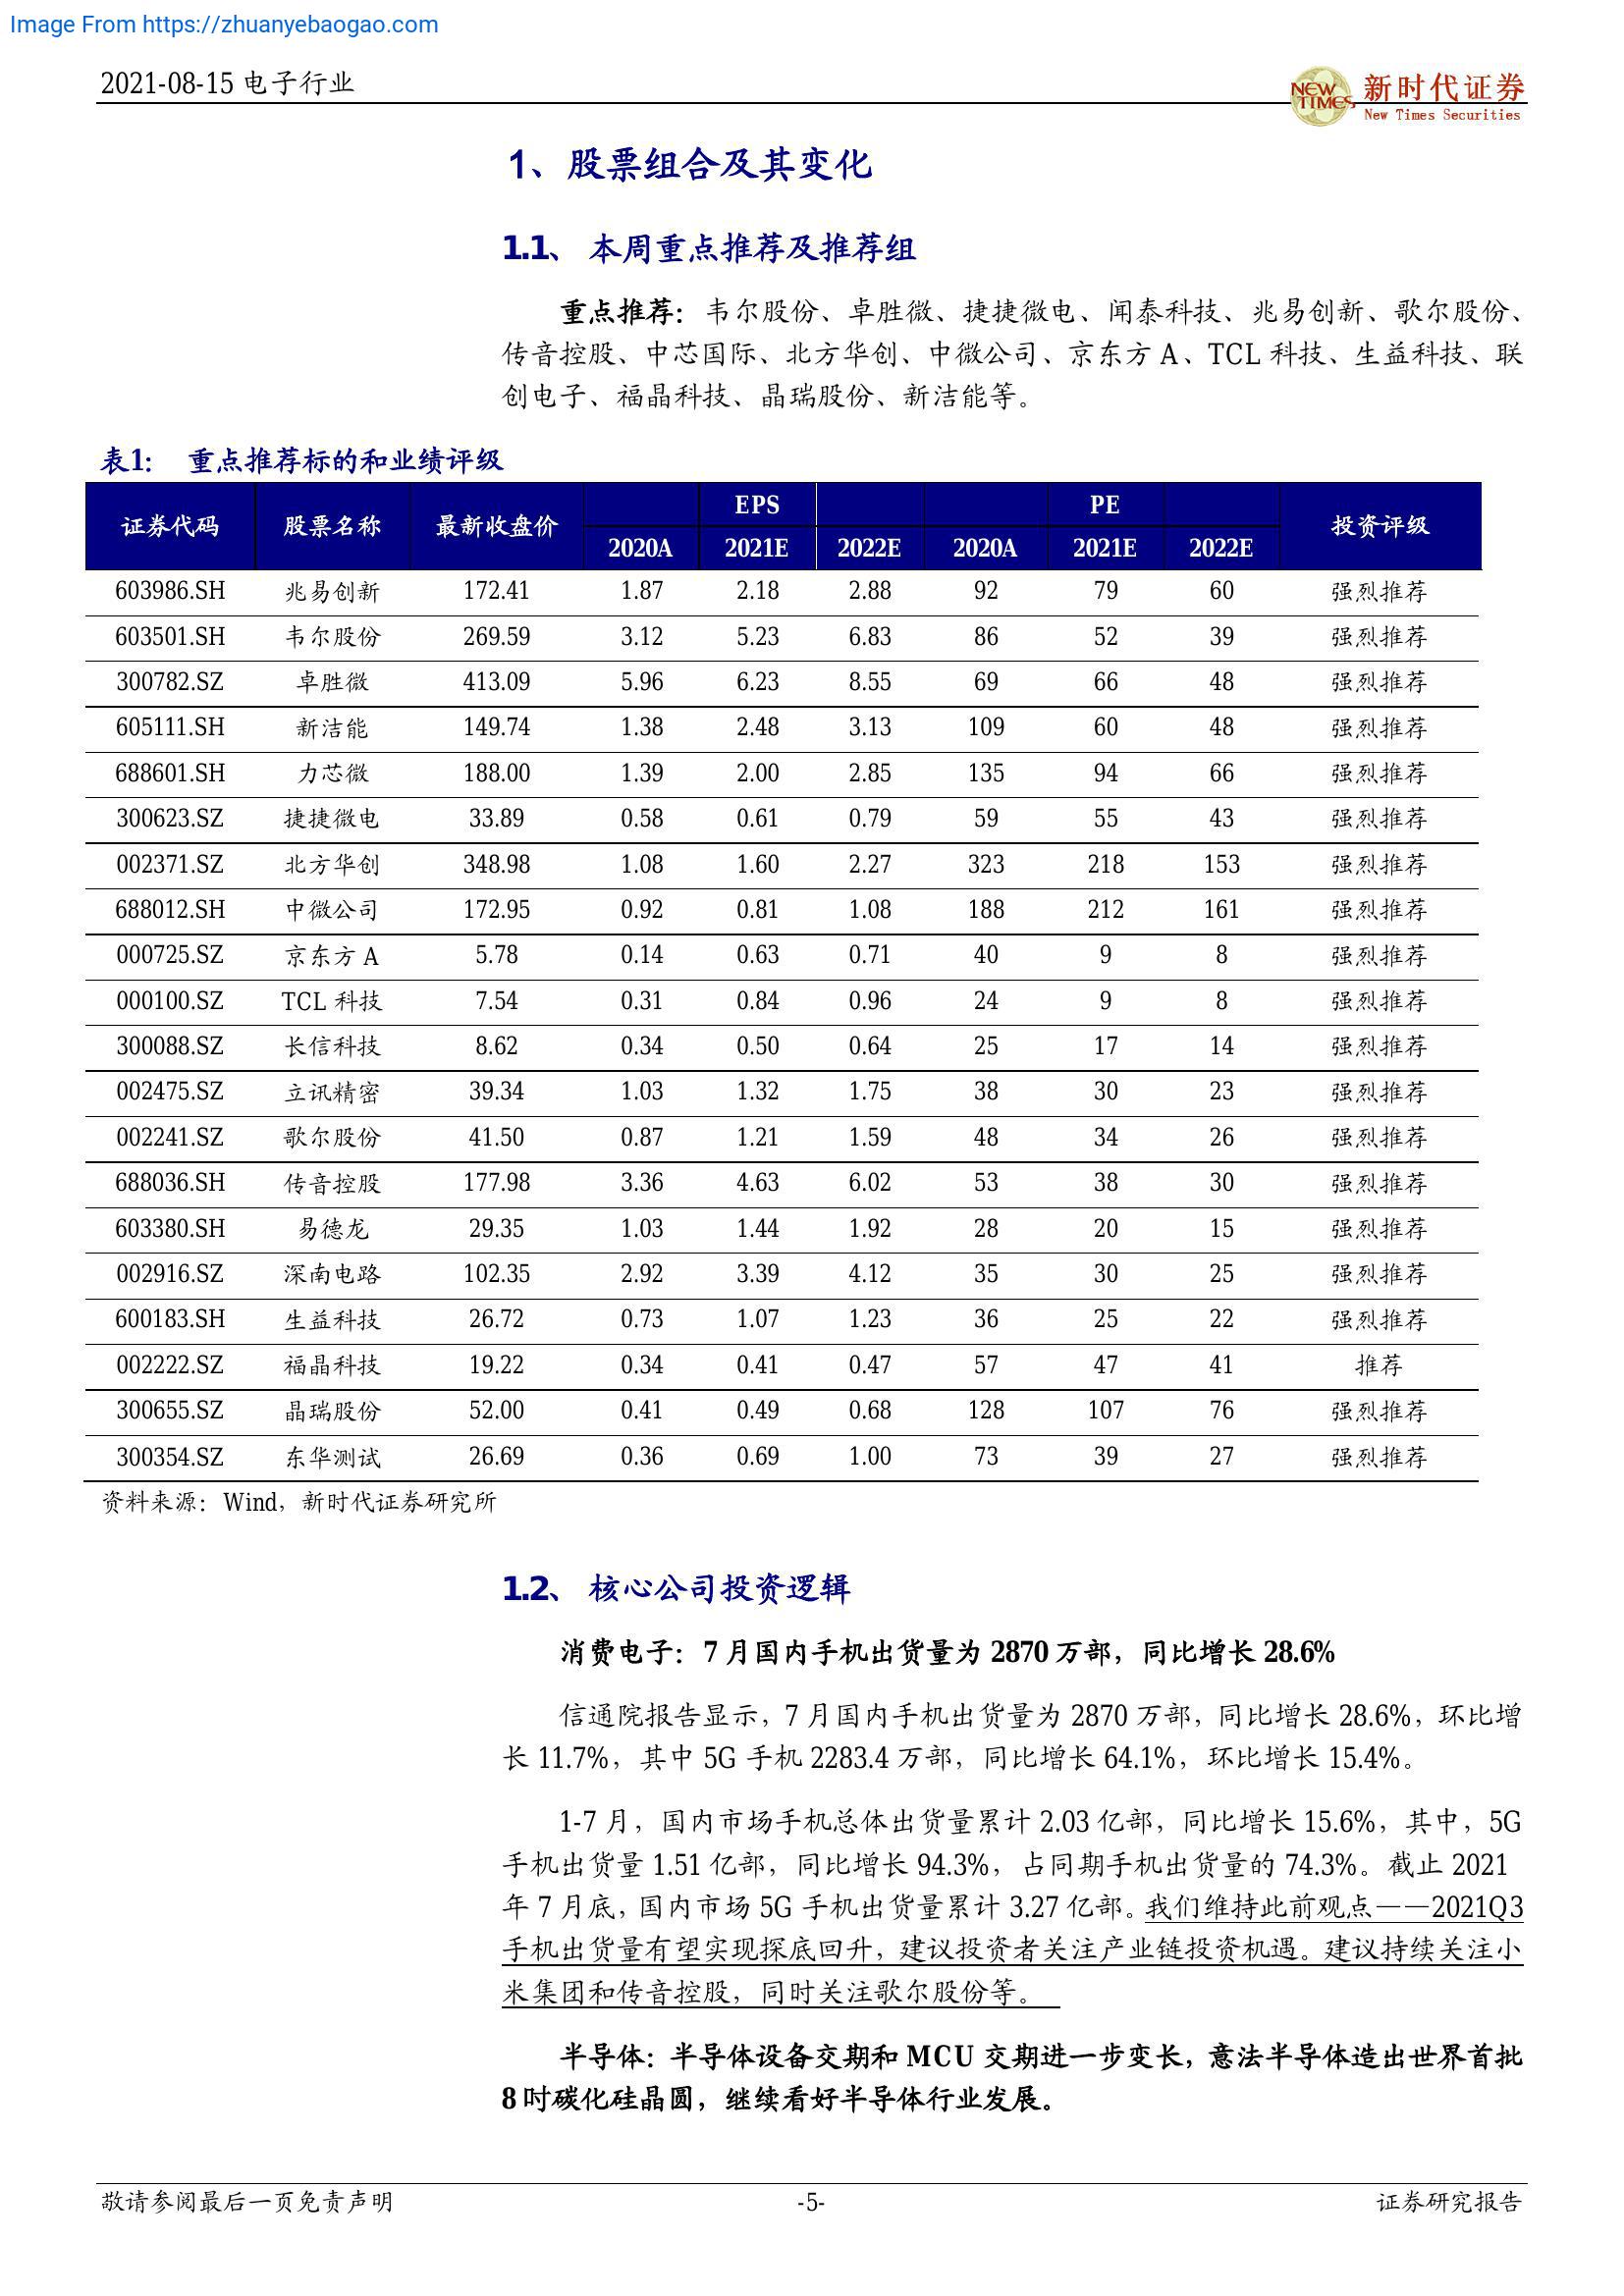 Image From https://zhuanyebaogao.com
2021-08-15 电子行业
NEW TIMES 新时代证券
New Times Securities
1、股票组合及其变化
1.1、 本周重点推荐及推荐组
重点推荐：韦尔股份、卓胜微、捷捷微电、闻泰科技、兆易创新、歌尔股份、
传音控股、中芯国际、北方华创、中微公司、京东方 A、TCL 科技、生益科技、联
创电子、福晶科技、晶瑞股份、新洁能等。
表1： 重点推荐标的和业绩评级
证券代码 股票名称 最新收盘价 EPS PE 投资评级
2020A 2021E 2022E 2020A 2021E 2022E
603986.SH 兆易创新 172.41 1.87 2.18 2.88 92 79 60 强烈推荐
603501.SH 韦尔股份 269.59 3.12 5.23 6.83 86 52 39 强烈推荐
300782.SZ 卓胜微 413.09 5.96 6.23 8.55 69 66 48 强烈推荐
605111.SH 新洁能 149.74 1.38 2.48 3.13 109 60 48 强烈推荐
688601.SH 力芯微 188.00 1.39 2.00 2.85 135 94 66 强烈推荐
300623.SZ 捷捷微电 33.89 0.58 0.61 0.79 59 55 43 强烈推荐
002371.SZ 北方华创 348.98 1.08 1.60 2.27 323 218 153 强烈推荐
688012.SH 中微公司 172.95 0.92 0.81 1.08 188 212 161 强烈推荐
000725.SZ 京东方 A 5.78 0.14 0.63 0.71 40 9 8 强烈推荐
000100.SZ TCL 科技 7.54 0.31 0.84 0.96 24 9 8 强烈推荐
300088.SZ 长信科技 8.62 0.34 0.50 0.64 25 17 14 强烈推荐
002475.SZ 立讯精密 39.34 1.03 1.32 1.75 38 30 23 强烈推荐
002241.SZ 歌尔股份 41.50 0.87 1.21 1.59 48 34 26 强烈推荐
688036.SH 传音控股 177.98 3.36 4.63 6.02 53 38 30 强烈推荐
603380.SH 易德龙 29.35 1.03 1.44 1.92 28 20 15 强烈推荐
002916.SZ 深南电路 102.35 2.92 3.39 4.12 35 30 25 强烈推荐
600183.SH 生益科技 26.72 0.73 1.07 1.23 36 25 22 强烈推荐
002222.SZ 福晶科技 19.22 0.34 0.41 0.47 57 47 41 推荐
300655.SZ 晶瑞股份 52.00 0.41 0.49 0.68 128 107 76 强烈推荐
300354.SZ 东华测试 26.69 0.36 0.69 1.00 73 39 27 强烈推荐
资料来源：Wind，新时代证券研究所
1.2、 核心公司投资逻辑
消费电子：7 月国内手机出货量为 2870 万部，同比增长 28.6%
信通院报告显示，7 月国内手机出货量为 2870 万部，同比增长 28.6%，环比增
长 11.7%，其中 5G 手机 2283.4 万部，同比增长 64.1%，环比增长 15.4%。
1-7 月，国内市场手机总体出货量累计 2.03 亿部，同比增长 15.6%，其中，5G
手机出货量 1.51 亿部，同比增长 94.3%，占同期手机出货量的 74.3%。截止 2021
年 7 月底，国内市场 5G 手机出货量累计 3.27 亿部。我们维持此前观点——2021Q3
手机出货量有望实现探底回升，建议投资者关注产业链投资机遇。建议持续关注小
米集团和传音控股，同时关注歌尔股份等。
半导体：半导体设备交期和 MCU 交期进一步变长，意法半导体造出世界首批
8 吋碳化硅晶圆，继续看好半导体行业发展。
敬请参阅最后一页免责声明 -5- 证券研究报告